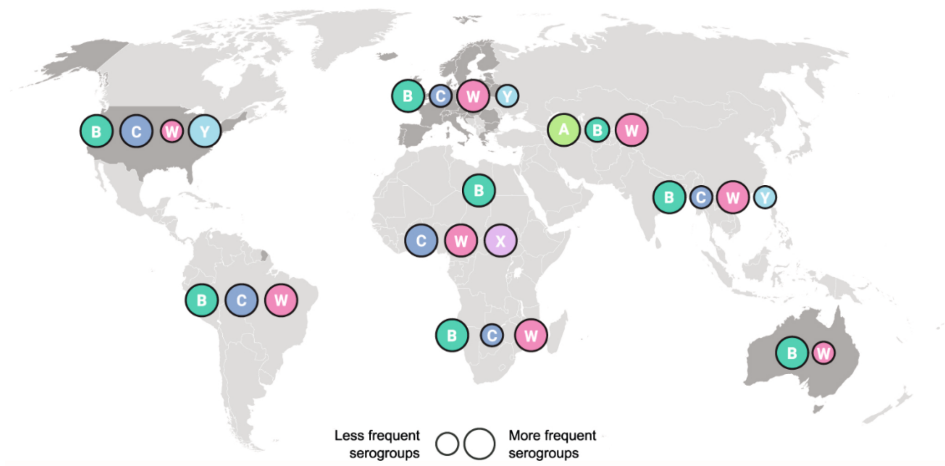 B C W Y
B C W Y
A B W
B
B C W Y
C W X
B C W
B C W
B W
Less frequent
serogroups
More frequent
serogroups